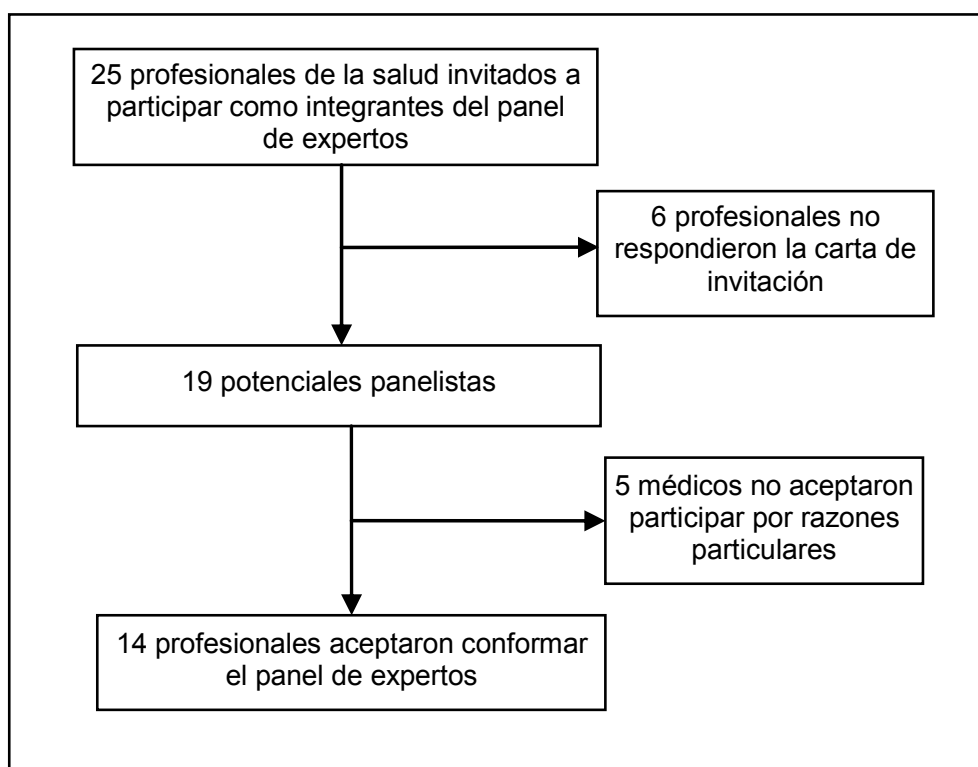 25 profesionales de la salud invitados a
participar como integrantes del panel
de expertos
6 profesionales no
respondieron la carta de
invitación
19 potenciales panelistas
5 médicos no aceptaron
participar por razones
particulares
14 profesionales aceptaron conformar
el panel de expertos